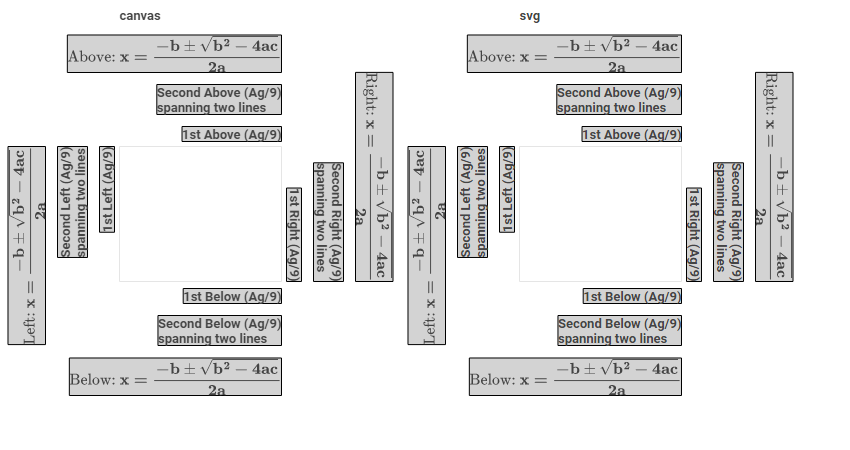 canvas
Above: x = −b ± √b² − 4ac / 2a
Second Above (Ag/9)
spanning two lines
1st Above (Ag/9)
Left: x = −b ± √b² − 4ac / 2a
Second Left (Ag/9)
spanning two lines
1st Left (Ag/9)
1st Right (Ag/9)
Second Right (Ag/9)
spanning two lines
Right: x = −b ± √b² − 4ac / 2a
1st Below (Ag/9)
Second Below (Ag/9)
spanning two lines
Below: x = −b ± √b² − 4ac / 2a
svg
Above: x = −b ± √b² − 4ac / 2a
Second Above (Ag/9)
spanning two lines
1st Above (Ag/9)
Left: x = −b ± √b² − 4ac / 2a
Second Left (Ag/9)
spanning two lines
1st Left (Ag/9)
1st Right (Ag/9)
Second Right (Ag/9)
spanning two lines
Right: x = −b ± √b² − 4ac / 2a
1st Below (Ag/9)
Second Below (Ag/9)
spanning two lines
Below: x = −b ± √b² − 4ac / 2a